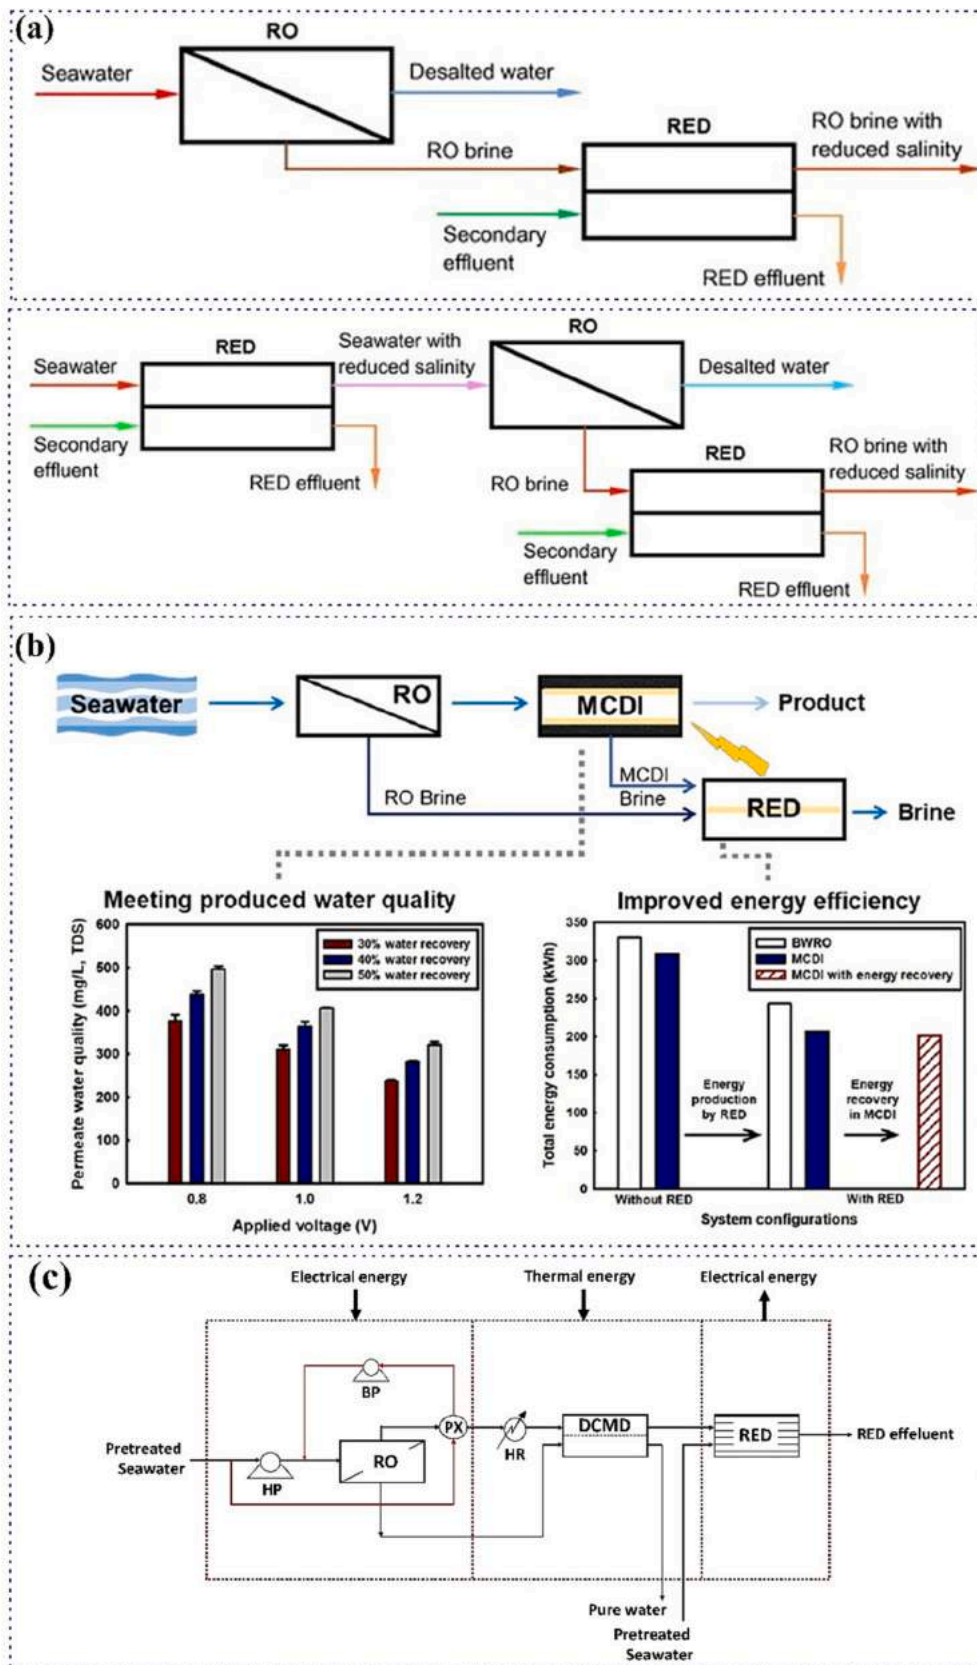 (a)
RO
Seawater
Desalted water
RED
RO brine with
reduced salinity
RO brine
Secondary
effluent
RED effluent
RO
RED
Seawater with
reduced salinity
Seawater
Desalted water
Secondary
effluent
RED effluent
RED
RO brine with
reduced salinity
RO brine
Secondary
effluent
RED effluent
(b)
Seawater
RO
MCDI
Product
MCDI
Brine
RO Brine
RED
Brine
Meeting produced water quality
Permeate water quality (mg/L, TDS)
600
500
400
300
200
100
0
30% water recovery
40% water recovery
50% water recovery
0.8
1.0
1.2
Applied voltage (V)
Improved energy efficiency
Total energy consumption (kWh)
350
300
250
200
150
100
50
0
BWRO
MCDI
MCDI with energy recovery
Energy
production
by RED
Energy
recovery
in MCDI
Without RED
With RED
System configurations
(c)
Electrical energy
Thermal energy
Electrical energy
BP
PX
DCMD
RED
RED effeluent
Pretreated
Seawater
HP
RO
HR
Pure water
Pretreated
Seawater